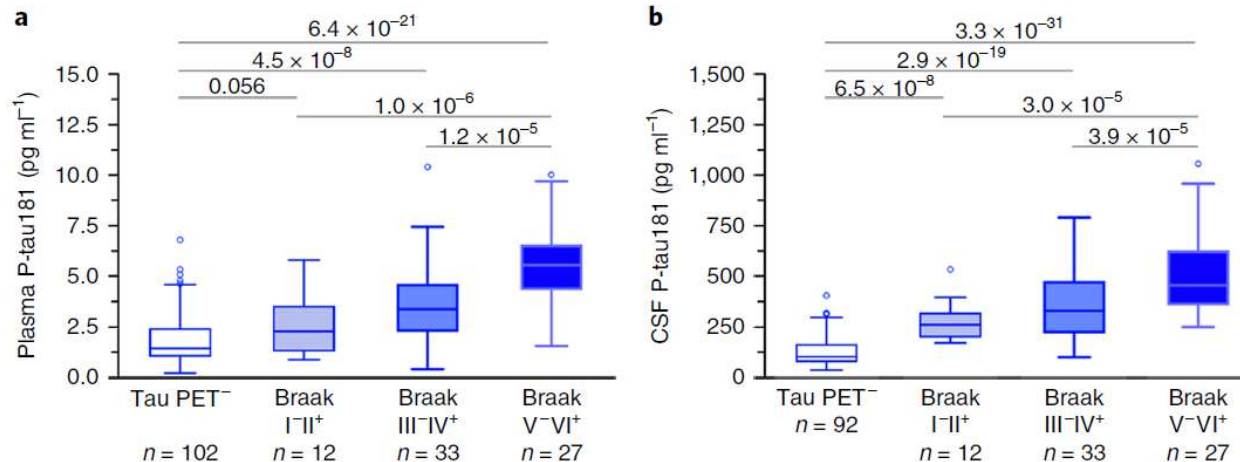 a
6.4 × 10⁻²¹
4.5 × 10⁻⁸
0.056
1.0 × 10⁻⁶
1.2 × 10⁻⁵
Plasma P-tau181 (pg ml⁻¹)
15.0
12.5
10.0
7.5
5.0
2.5
0.0
Tau PET⁻ Braak Braak Braak
I⁻II⁺ III⁻IV⁺ V⁻VI⁺
n = 102 n = 12 n = 33 n = 27
b
3.3 × 10⁻³¹
2.9 × 10⁻¹⁹
6.5 × 10⁻⁸
3.0 × 10⁻⁵
3.9 × 10⁻⁵
CSF P-tau181 (pg ml⁻¹)
1,500
1,250
1,000
750
500
250
0
Tau PET⁻ Braak Braak Braak
n = 92 I⁻II⁺ III⁻IV⁺ V⁻VI⁺
n = 12 n = 33 n = 27